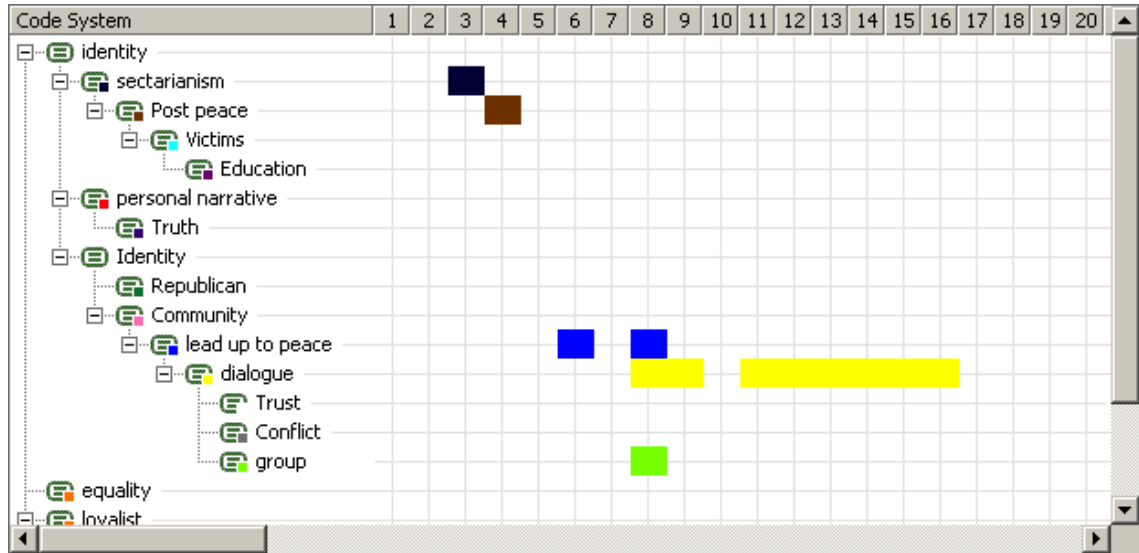 Code System 1 2 3 4 5 6 7 8 9 10 11 12 13 14 15 16 17 18 19 20
identity
sectarianism
Post peace
Victims
Education
personal narrative
Truth
Identity
Republican
Community
lead up to peace
dialogue
Trust
Conflict
group
equality
loyalist